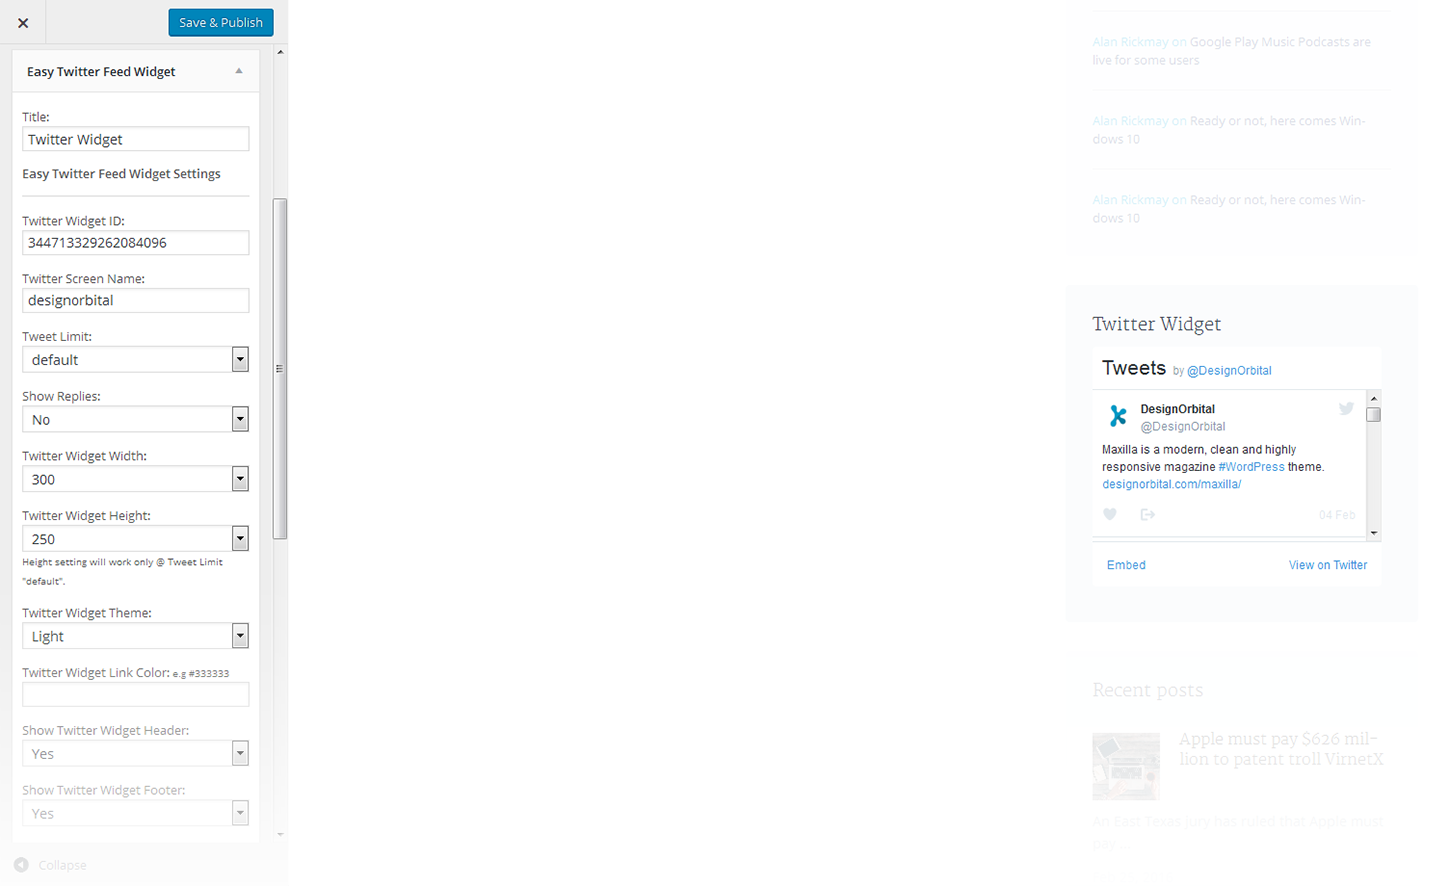 Save & Publish
Easy Twitter Feed Widget
Title:
Twitter Widget
Easy Twitter Feed Widget Settings
Twitter Widget ID:
344713329262084096
Twitter Screen Name:
designorbital
Tweet Limit:
default
Show Replies:
No
Twitter Widget Width:
300
Twitter Widget Height:
250
Height setting will work only @ Tweet Limit
"default".
Twitter Widget Theme:
Light
Twitter Widget Link Color: e.g #333333
Show Twitter Widget Header:
Yes
Show Twitter Widget Footer:
Yes
Collapse
Alan Rickmay on Google Play Music Podcasts are
live for some users
Alan Rickmay on Ready or not, here comes Win-
dows 10
Alan Rickmay on Ready or not, here comes Win-
dows 10
Twitter Widget
Tweets by @DesignOrbital
DesignOrbital
@DesignOrbital
Maxilla is a modern, clean and highly
responsive magazine #WordPress theme.
designorbital.com/maxilla/
04 Feb
Embed
View on Twitter
Recent posts
Apple must pay $626 mil-
lion to patent troll VirnetX
An East Texas jury has ruled that Apple must
pay